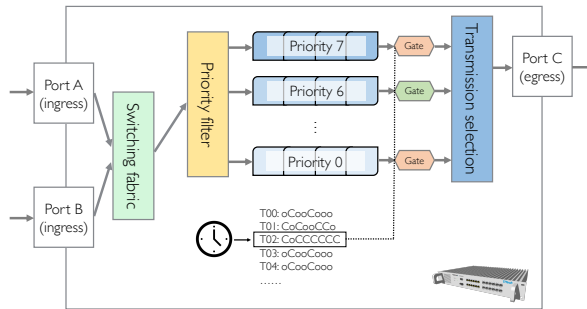 Port A
(ingress)
Port B
(ingress)
Switching fabric
Priority filter
Priority 7
Priority 6
...
Priority 0
Gate
Gate
Gate
Transmission selection
Port C
(egress)
T00: oCooCooo
T01: CoCooCCo
T02: CoCCCCCC
T03: oCooCooo
T04: oCooCooo
......